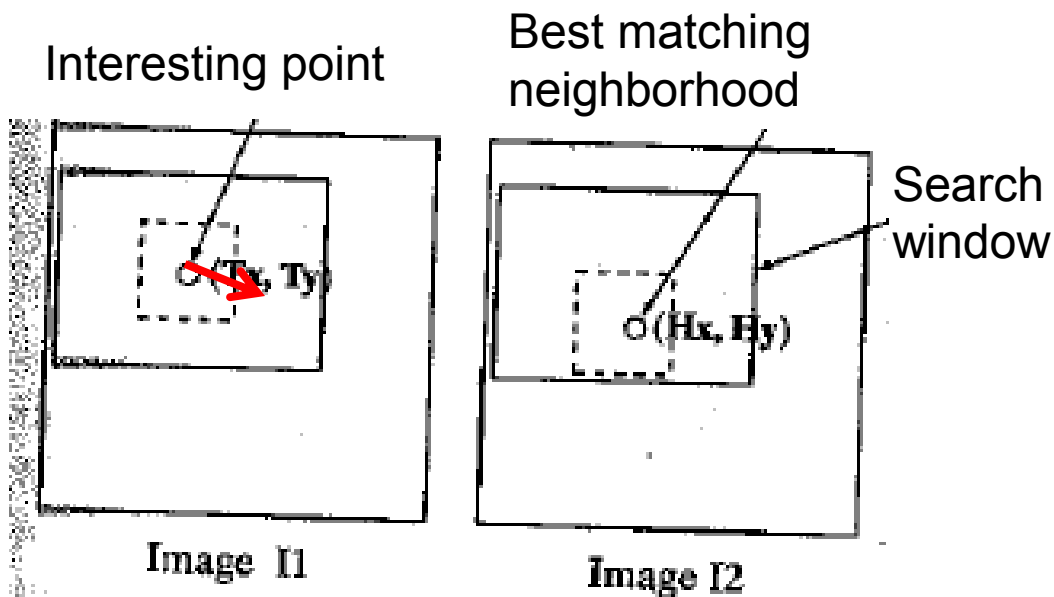 Interesting point
Best matching
neighborhood
Search
window
(Tx, Ty)
(Hx, Hy)
Image I1
Image I2